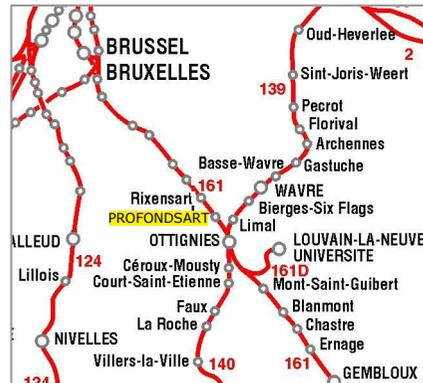 BRUSSEL
BRUXELLES
Oud-Heverlee
2
Sint-Joris-Weert
139
Pecrot
Florival
Archennes
Basse-Wavre
Gastuche
161
WAVRE
Rixensart
Bierges-Six Flags
PROFONDSART
Limal
OTTIGNIES
LOUVAIN-LA-NEUVE
UNIVERSITE
ALLEUD
124
161D
Céroux-Mousty
Lillois
Court-Saint-Etienne
Mont-Saint-Guibert
Faux
Blanmont
La Roche
Chastre
NIVELLES
Ernage
Villers-la-Ville
140
161
GEMBLOUX
124